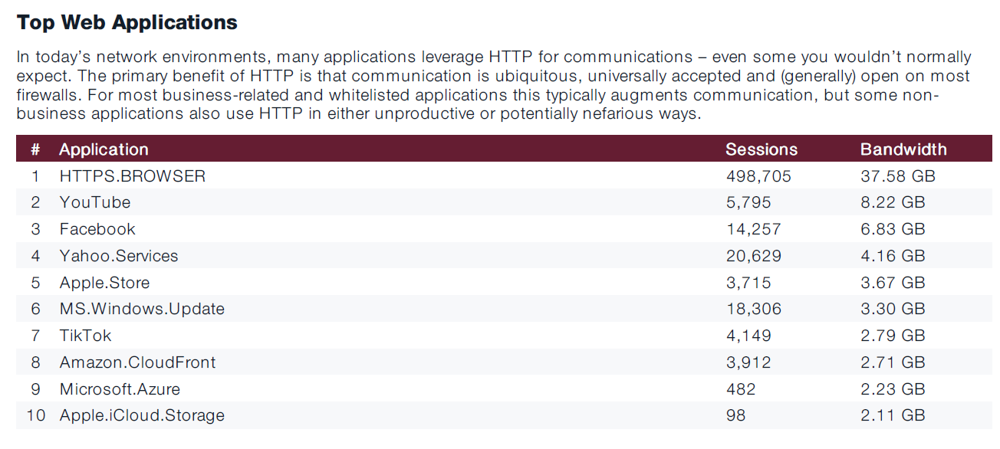 Top Web Applications
In today’s network environments, many applications leverage HTTP for communications – even some you wouldn’t normally
expect. The primary benefit of HTTP is that communication is ubiquitous, universally accepted and (generally) open on most
firewalls. For most business-related and whitelisted applications this typically augments communication, but some non-
business applications also use HTTP in either unproductive or potentially nefarious ways.
# Application Sessions Bandwidth
1 HTTPS.BROWSER 498,705 37.58 GB
2 YouTube 5,795 8.22 GB
3 Facebook 14,257 6.83 GB
4 Yahoo.Services 20,629 4.16 GB
5 Apple.Store 3,715 3.67 GB
6 MS.Windows.Update 18,306 3.30 GB
7 TikTok 4,149 2.79 GB
8 Amazon.CloudFront 3,912 2.71 GB
9 Microsoft.Azure 482 2.23 GB
10 Apple.iCloud.Storage 98 2.11 GB